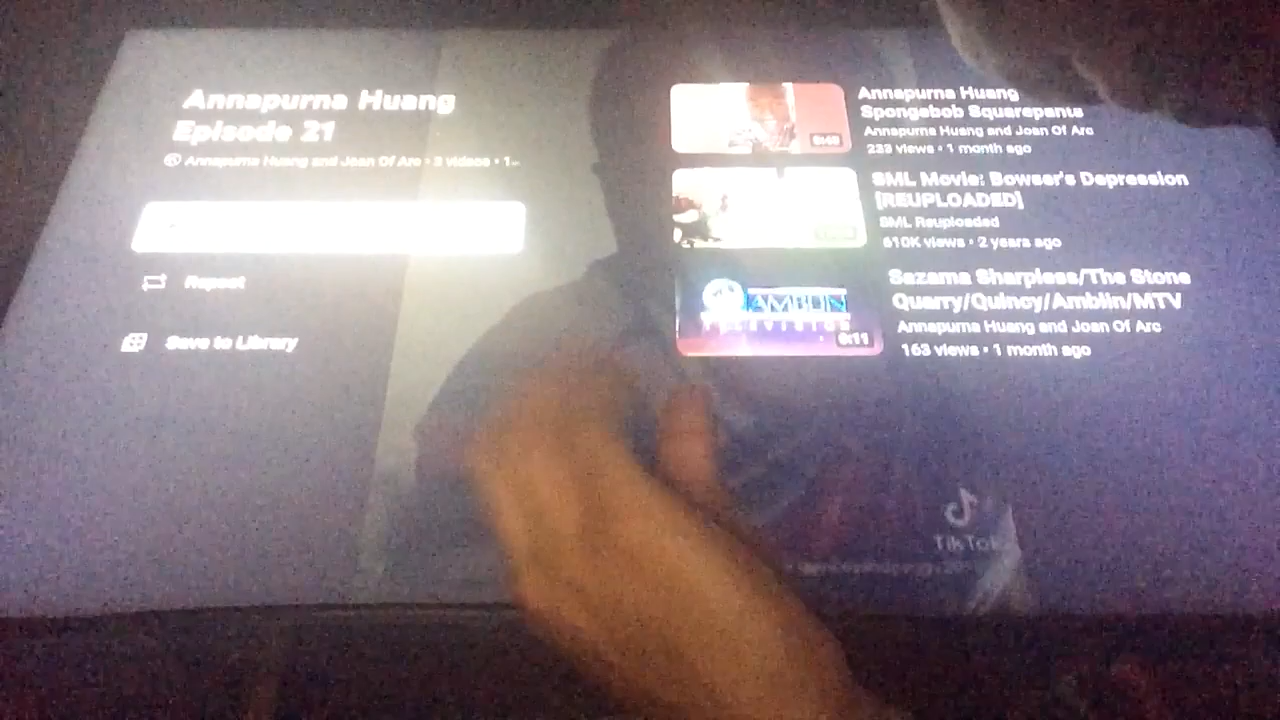 Annapurna Huang
Episode 21
Annapurna Huang and Joan Of Arc • 3 videos • 1...
Repeat
Save to Library
Annapurna Huang
Spongebob Squarepants
Annapurna Huang and Joan Of Arc
233 views • 1 month ago
SML Movie: Bowser's Depression
[REUPLOADED]
SML Reuploaded
610K views • 2 years ago
AMBLIN
TELEVISION
0:11
Sazama Sharpless/The Stone
Quarry/Quincy/Amblin/MTV
Annapurna Huang and Joan Of Arc
163 views • 1 month ago
TikTok